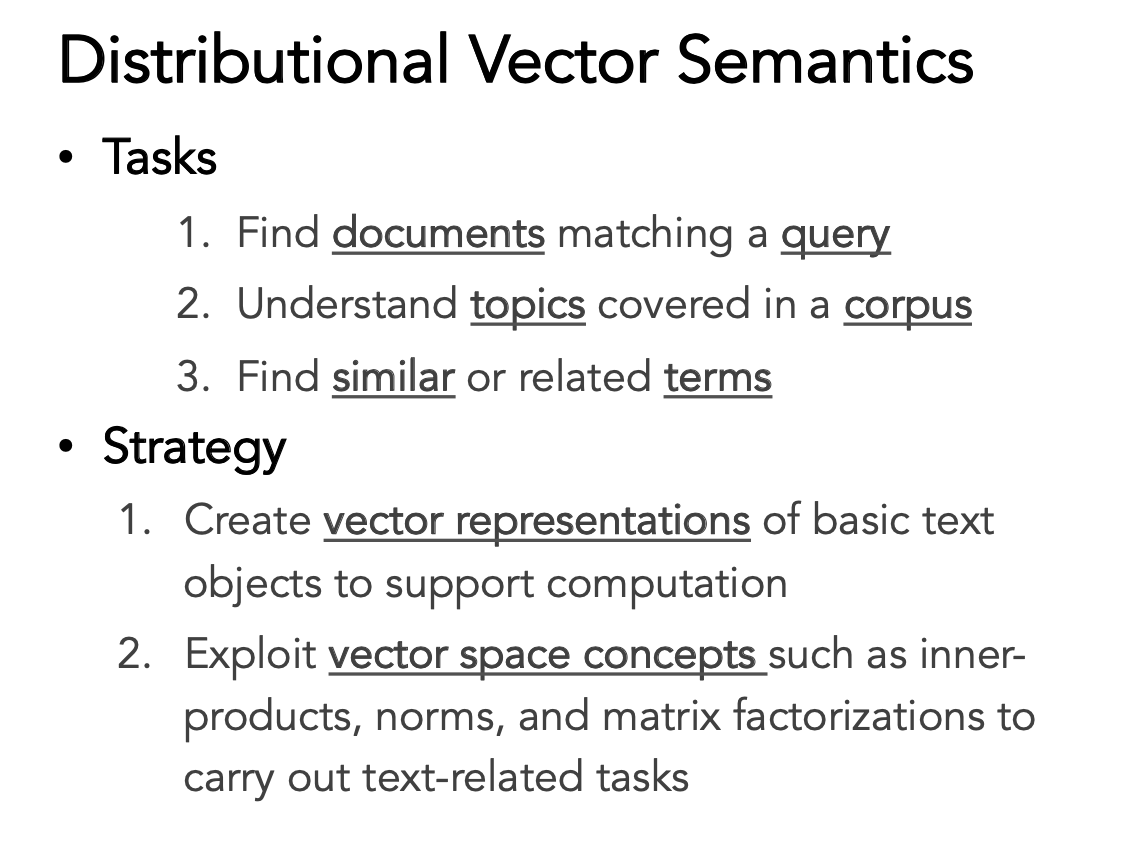 Distributional Vector Semantics
• Tasks
1. Find documents matching a query
2. Understand topics covered in a corpus
3. Find similar or related terms
• Strategy
1. Create vector representations of basic text
objects to support computation
2. Exploit vector space concepts such as inner-
products, norms, and matrix factorizations to
carry out text-related tasks